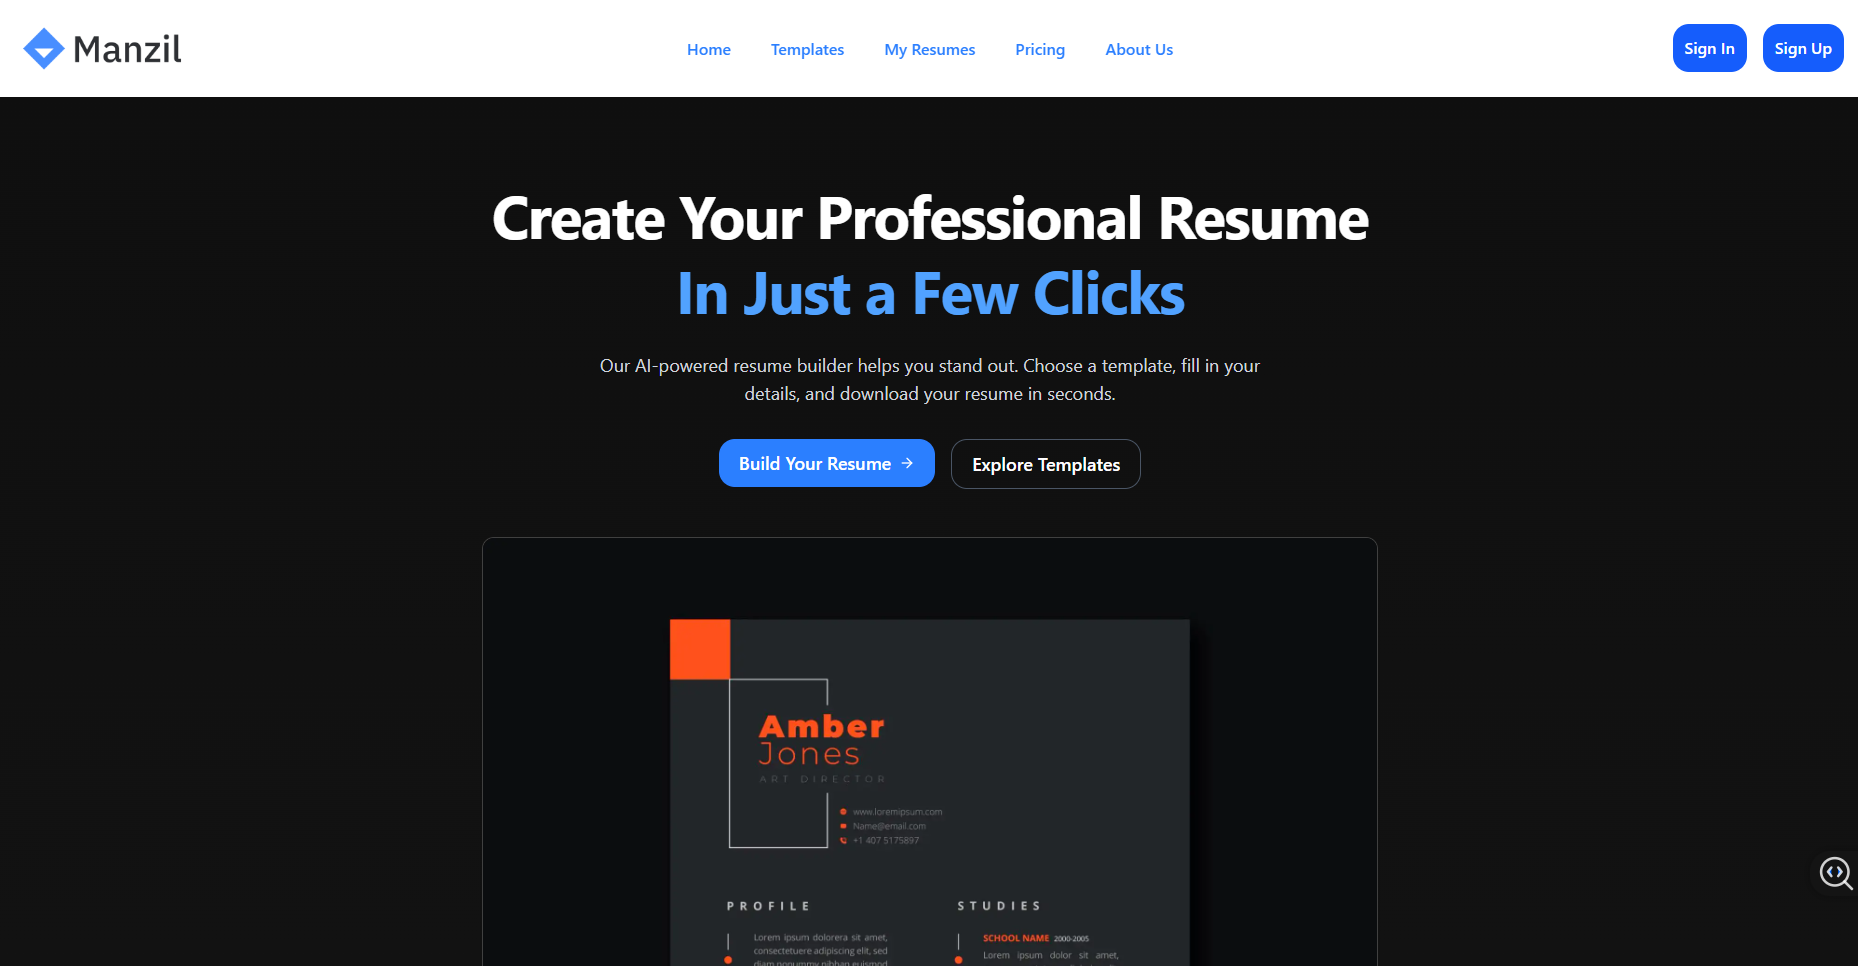 Manzil
Home Templates My Resumes Pricing About Us
Sign In Sign Up
Create Your Professional Resume
In Just a Few Clicks
Our AI-powered resume builder helps you stand out. Choose a template, fill in your
details, and download your resume in seconds.
Build Your Resume →
Explore Templates
Amber
Jones
ART DIRECTOR
www.loremipsum.com
Name@email.com
+1 407 5175897
PROFILE
Lorem ipsum dolorera sit amet,
consectetuere adipiscing elit, sed
diam nonummy nibhan euismod
STUDIES
SCHOOL NAME 2000-2005
Lorem ipsum dolor sit amet,